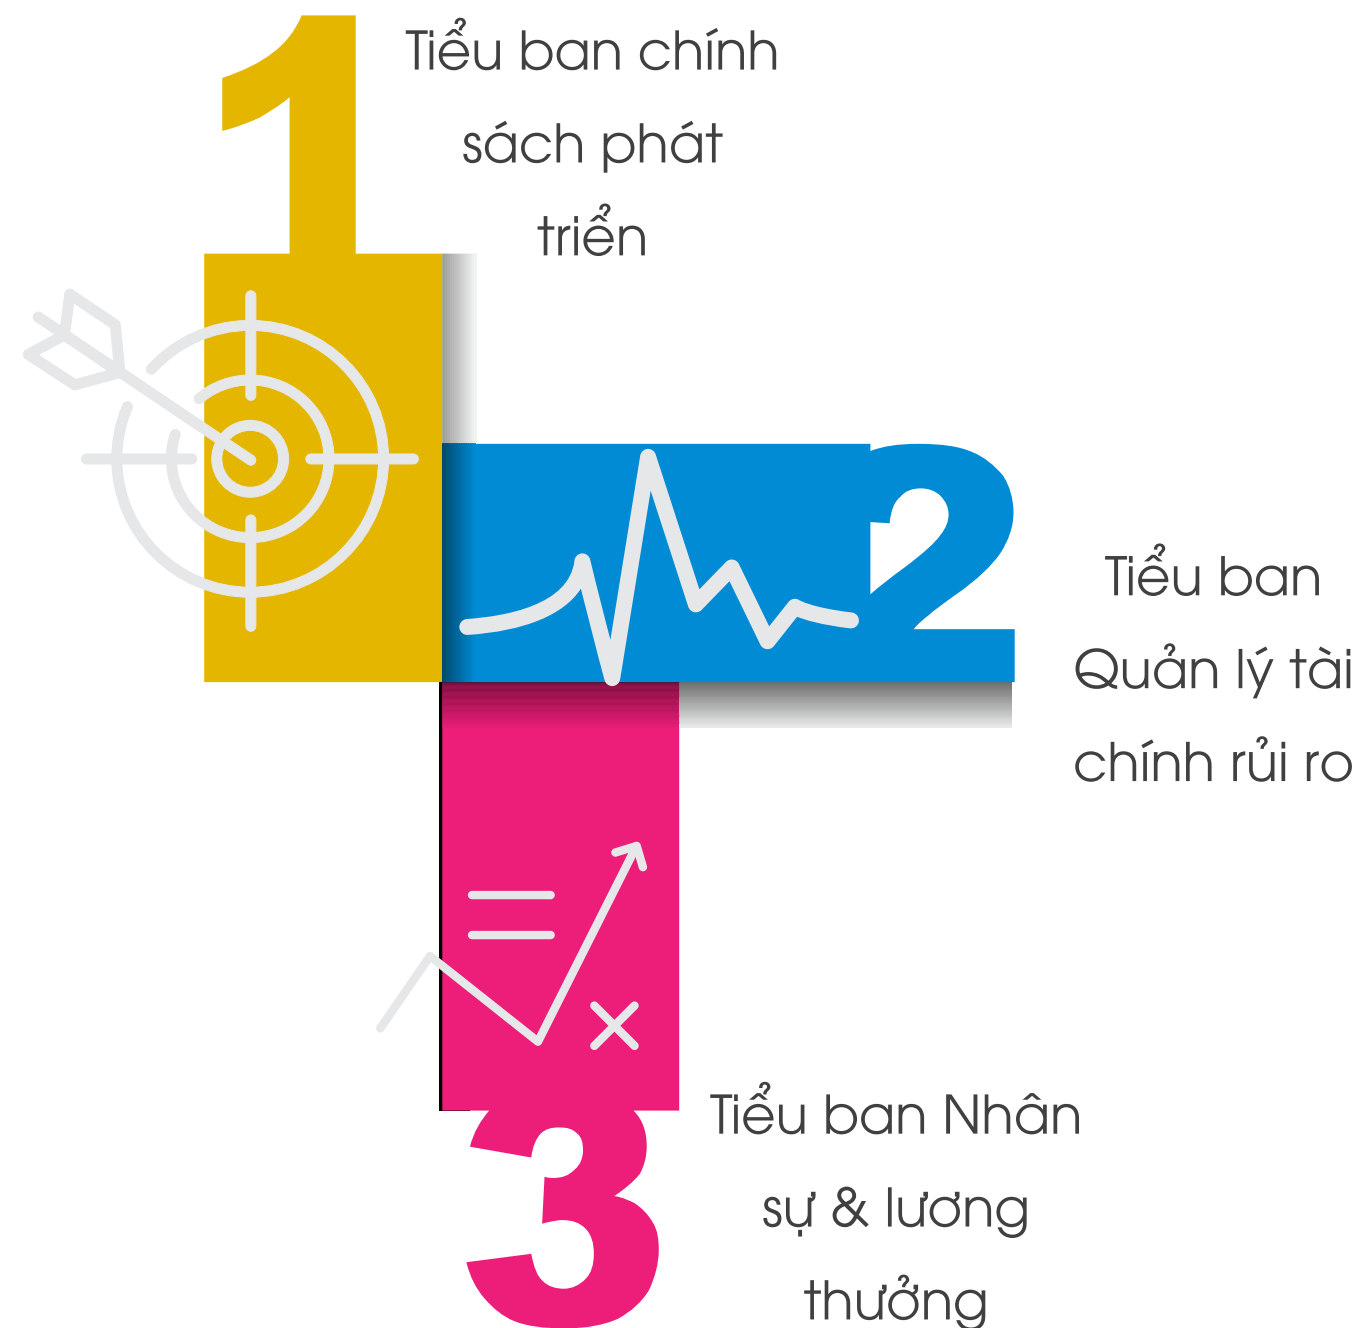 1
Tiểu ban chính
sách phát
triển
2
Tiểu ban
Quản lý tài
chính rủi ro
3
Tiểu ban Nhân
sự & lương
thưởng